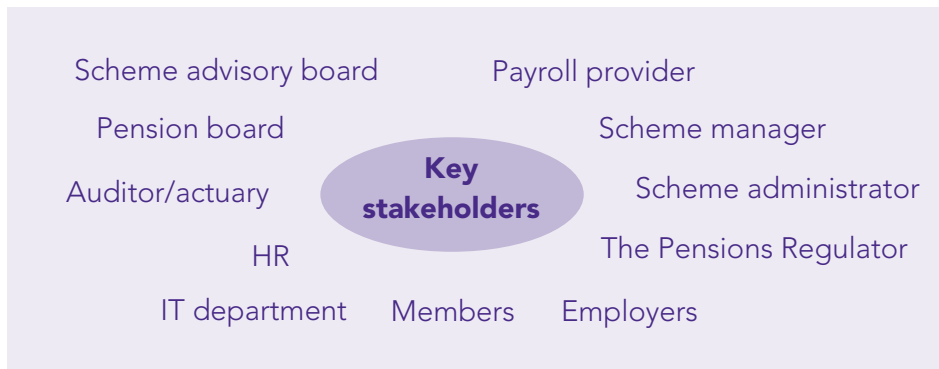 Scheme advisory board
Payroll provider
Pension board
Scheme manager
Key
stakeholders
Auditor/actuary
Scheme administrator
HR
The Pensions Regulator
IT department
Members
Employers